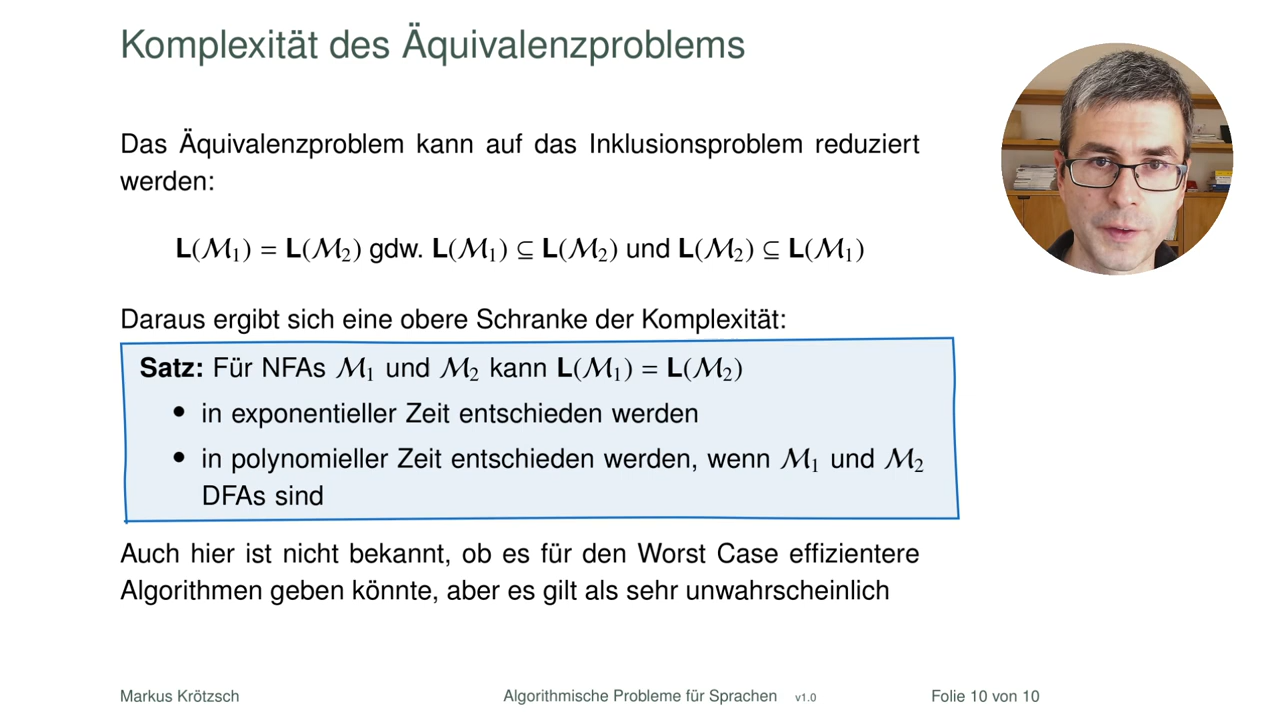 Komplexität des Äquivalenzproblems
Das Äquivalenzproblem kann auf das Inklusionsproblem reduziert
werden:
L(M₁) = L(M₂) gdw. L(M₁) ⊆ L(M₂) und L(M₂) ⊆ L(M₁)
Daraus ergibt sich eine obere Schranke der Komplexität:
Satz: Für NFAs M₁ und M₂ kann L(M₁) = L(M₂)
• in exponentieller Zeit entschieden werden
• in polynomieller Zeit entschieden werden, wenn M₁ und M₂
DFAs sind
Auch hier ist nicht bekannt, ob es für den Worst Case effizientere
Algorithmen geben könnte, aber es gilt als sehr unwahrscheinlich
Markus Krötzsch Algorithmische Probleme für Sprachen v1.0 Folie 10 von 10